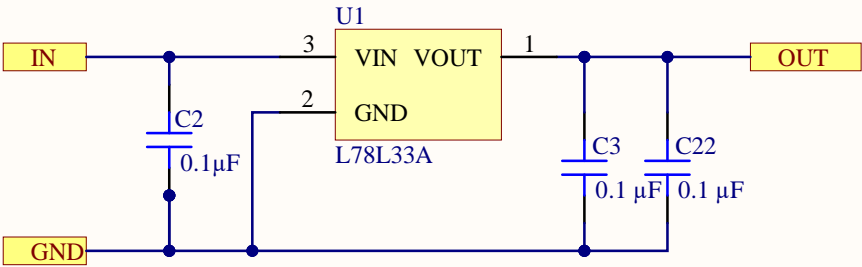 U1
IN
3
VIN
VOUT
1
OUT
2
GND
C2
0.1µF
L78L33A
C3
0.1 µF
C22
0.1 µF
GND